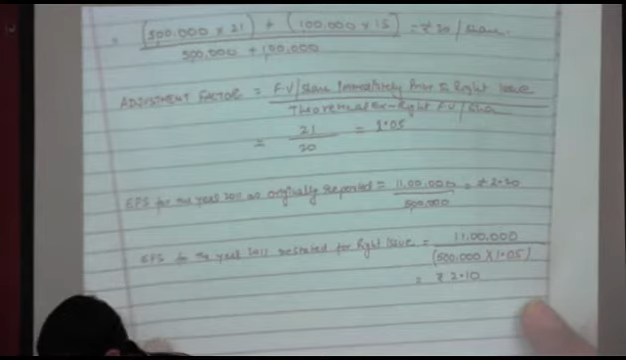 = (500,000 x 21) + (100,000 x 15) = ₹ 20 / share.
500,000 + 100,000
ADJUSTMENT FACTOR = F.V/share Immediately Prior to Right Issue
Theoretical Ex-Right FV/share
= 21 = 1.05
20
EPS for the year 2011 as originally reported = 11,00,000 = ₹ 2.20
500,000
EPS for the year 2011 restated for Right Issue = 11,00,000
(500,000 x 1.05)
= ₹ 2.10